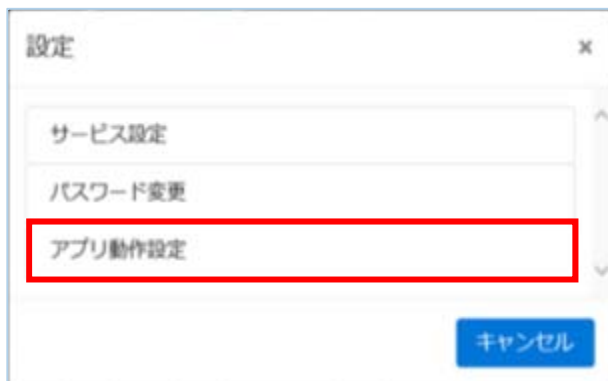 設定
サービス設定
パスワード変更
アプリ動作設定
キャンセル